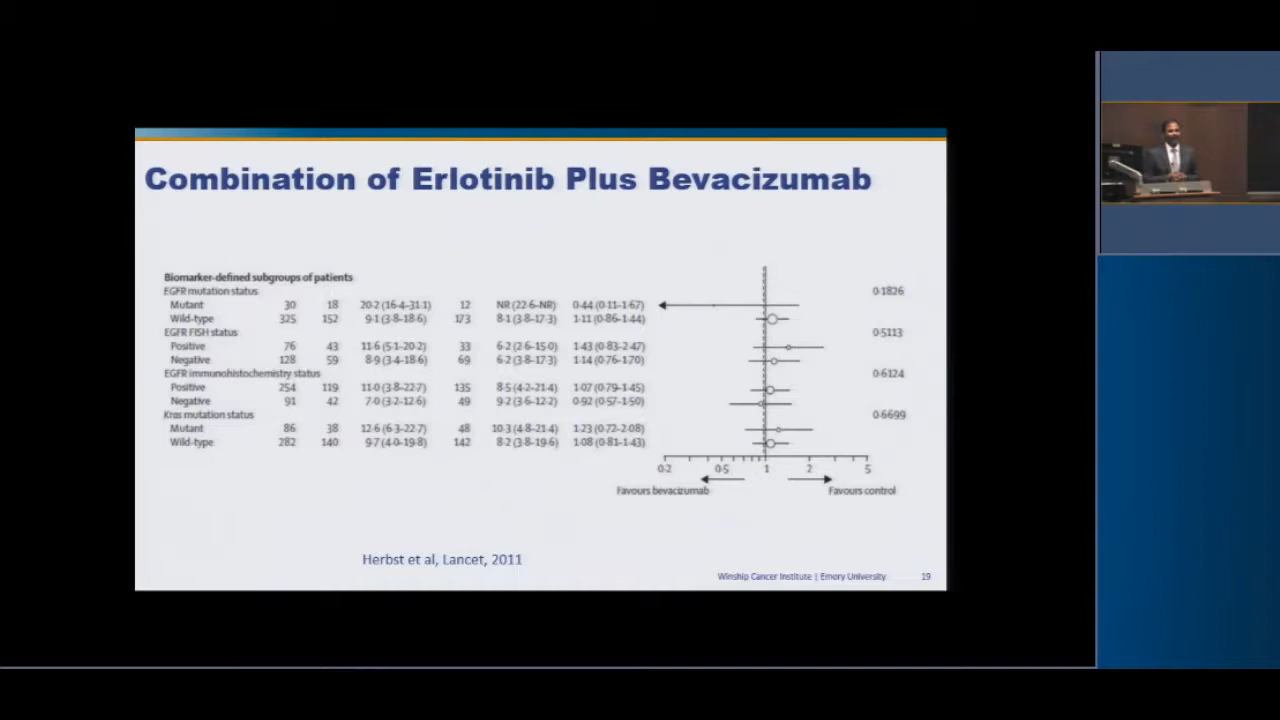 Combination of Erlotinib Plus Bevacizumab
Biomarker-defined subgroups of patients
EGFR mutation status 0·1826
Mutant 30 18 20·2 (16·4–31·1) 12 NR (22·6–NR) 0·44 (0·11–1·67)
Wild-type 325 152 9·1 (3·8–18·6) 173 8·1 (3·8–17·3) 1·11 (0·86–1·44)
EGFR FISH status 0·5113
Positive 76 43 11·6 (5·1–20·2) 33 6·2 (2·6–15·0) 1·43 (0·83–2·47)
Negative 128 59 8·9 (3·4–18·6) 69 6·2 (3·8–17·3) 1·14 (0·76–1·70)
EGFR immunohistochemistry status 0·6124
Positive 254 119 11·0 (3·8–22·7) 135 8·5 (4·2–21·4) 1·07 (0·79–1·45)
Negative 91 42 7·0 (3·2–12·6) 49 9·2 (3·6–12·2) 0·92 (0·57–1·50)
Kras mutation status 0·6699
Mutant 86 38 12·6 (6·3–22·7) 48 10·3 (4·8–21·4) 1·23 (0·72–2·08)
Wild-type 282 140 9·7 (4·0–19·8) 142 8·2 (3·8–19·6) 1·08 (0·81–1·43)
0·2 0·5 1 2 5
Favours bevacizumab Favours control
Herbst et al, Lancet, 2011
Winship Cancer Institute | Emory University 19